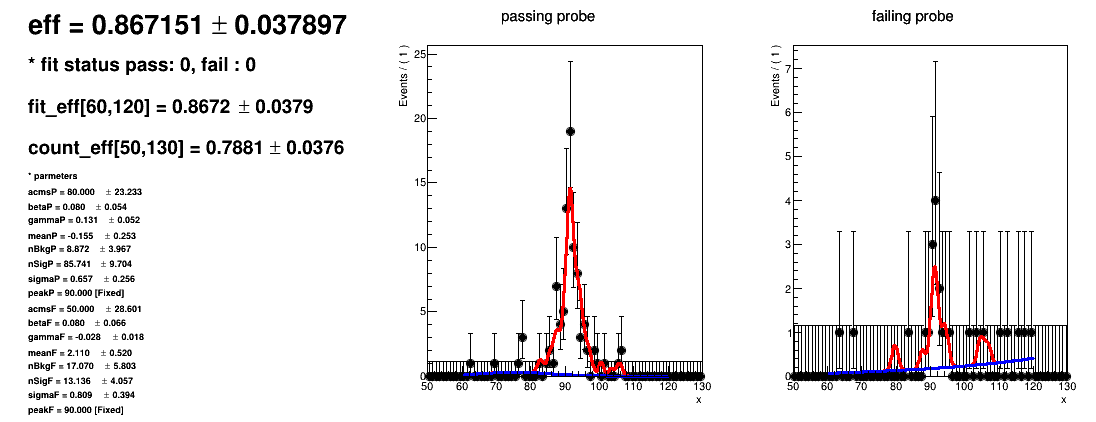 eff = 0.867151 ± 0.037897
* fit status pass: 0, fail : 0
fit_eff[60,120] = 0.8672 ± 0.0379
count_eff[50,130] = 0.7881 ± 0.0376
* parmeters
acmsP = 80.000 ± 23.233
betaP = 0.080 ± 0.054
gammaP = 0.131 ± 0.052
meanP = -0.155 ± 0.253
nBkgP = 8.872 ± 3.967
nSigP = 85.741 ± 9.704
sigmaP = 0.657 ± 0.256
peakP = 90.000 [Fixed]
acmsF = 50.000 ± 28.601
betaF = 0.080 ± 0.066
gammaF = -0.028 ± 0.018
meanF = 2.110 ± 0.520
nBkgF = 17.070 ± 5.803
nSigF = 13.136 ± 4.057
sigmaF = 0.809 ± 0.394
peakF = 90.000 [Fixed]
passing probe
Events / ( 1 )
25
20
15
10
5
0
50 60 70 80 90 100 110 120 130
x
failing probe
Events / ( 1 )
7
6
5
4
3
2
1
0
50 60 70 80 90 100 110 120 130
x